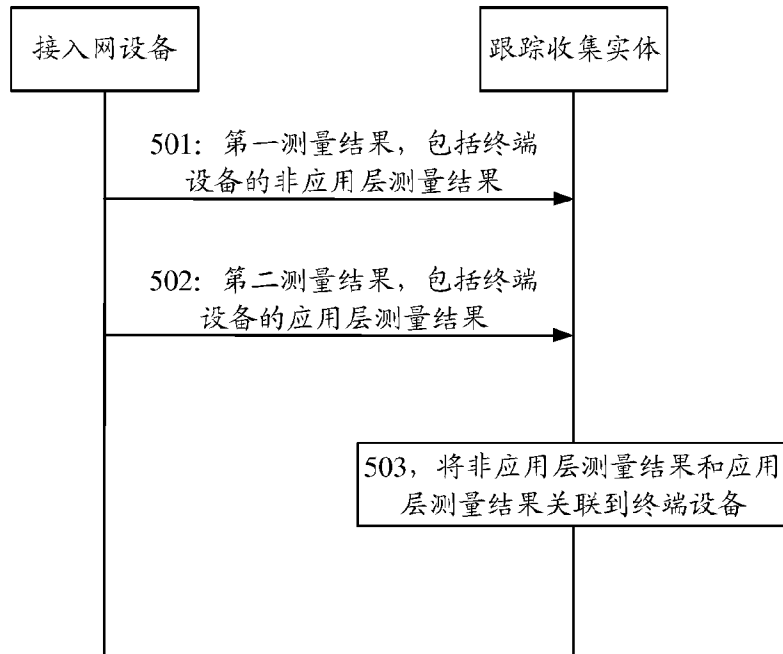 接入网设备
跟踪收集实体
501：第一测量结果，包括终端
设备的非应用层测量结果
502：第二测量结果，包括终端
设备的应用层测量结果
503，将非应用层测量结果和应用
层测量结果关联到终端设备